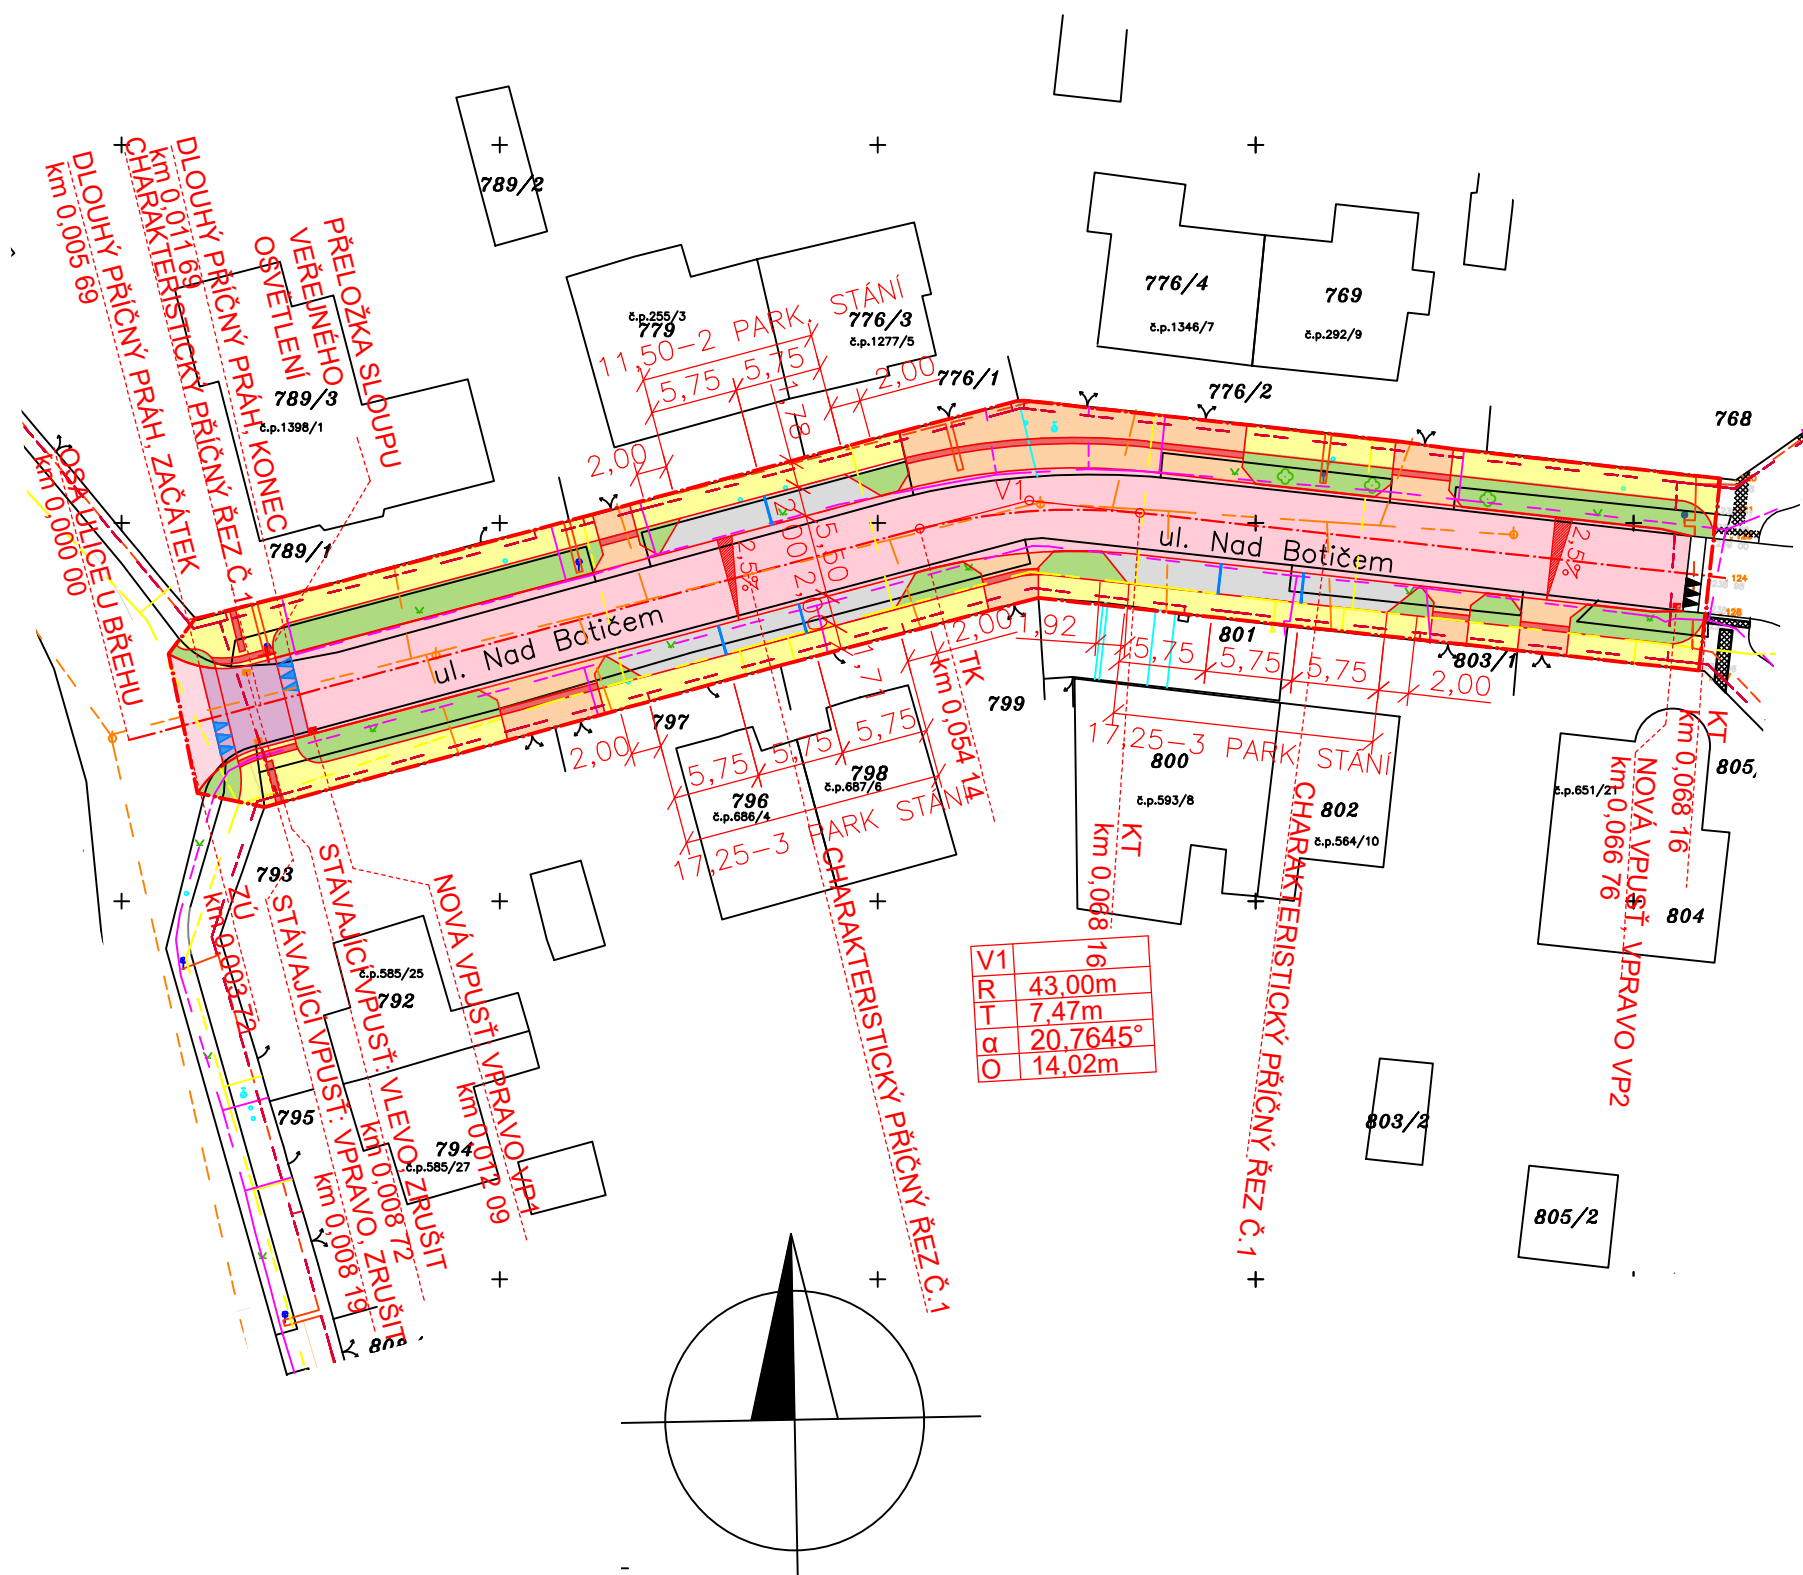 DLOUHÝ PŘÍČNÝ PRÁH, ZAČÁTEK
km 0,005 69
CHARAKTERISTICKÝ PŘÍČNÝ ŘEZ Č.1
DLOUHÝ PŘÍČNÝ PRÁH, KONEC
km 0,011 69
PŘELOŽKA SLOUPU
VEŘEJNÉHO
OSVĚTLENÍ
OSA ULICE U BŘEHU
km 0,000 00
789/2
789/3
č.p.1398/1
789/1
č.p.255/3
779
776/3
č.p.1277/5
11,50-2 PARK. STÁNÍ
5,75
5,75
2,00
2,00
1,78
2,00
5,50
2,10
1,71
2,5%
776/1
776/4
č.p.1346/7
769
č.p.292/9
776/2
768
V1
ul. Nad Botičem
ul. Nad Botičem
2,5%
124
2,00
1,92
801
5,75
5,75
5,75
2,00
803/1
17,25-3 PARK STÁNÍ
799
800
č.p.593/8
802
č.p.564/10
č.p.651/21
804
805,
797
2,00
5,75
5,75
5,75
796
č.p.686/4
798
č.p.687/6
17,25-3 PARK STÁNÍ
TK
km 0,054 14
KT
km 0,068 16
KT
km 0,068 16
NOVÁ VPUSŤ, VPRAVO VP2
km 0,066 76
CHARAKTERISTICKÝ PŘÍČNÝ ŘEZ Č.1
CHARAKTERISTICKÝ PŘÍČNÝ ŘEZ Č.1
793
ZÚ
km 0,003 72
STÁVAJÍCÍ VPUSŤ: VPRAVO, ZRUŠIT
km 0,008 19
STÁVAJÍCÍ VPUSŤ: VLEVO, ZRUŠIT
km 0,008 72
NOVÁ VPUSŤ: VPRAVO VP1
km 0,012 09
č.p.585/25
792
795
794
č.p.585/27
V1
R 43,00m
T 7,47m
α 20,7645°
O 14,02m
803/2
805/2